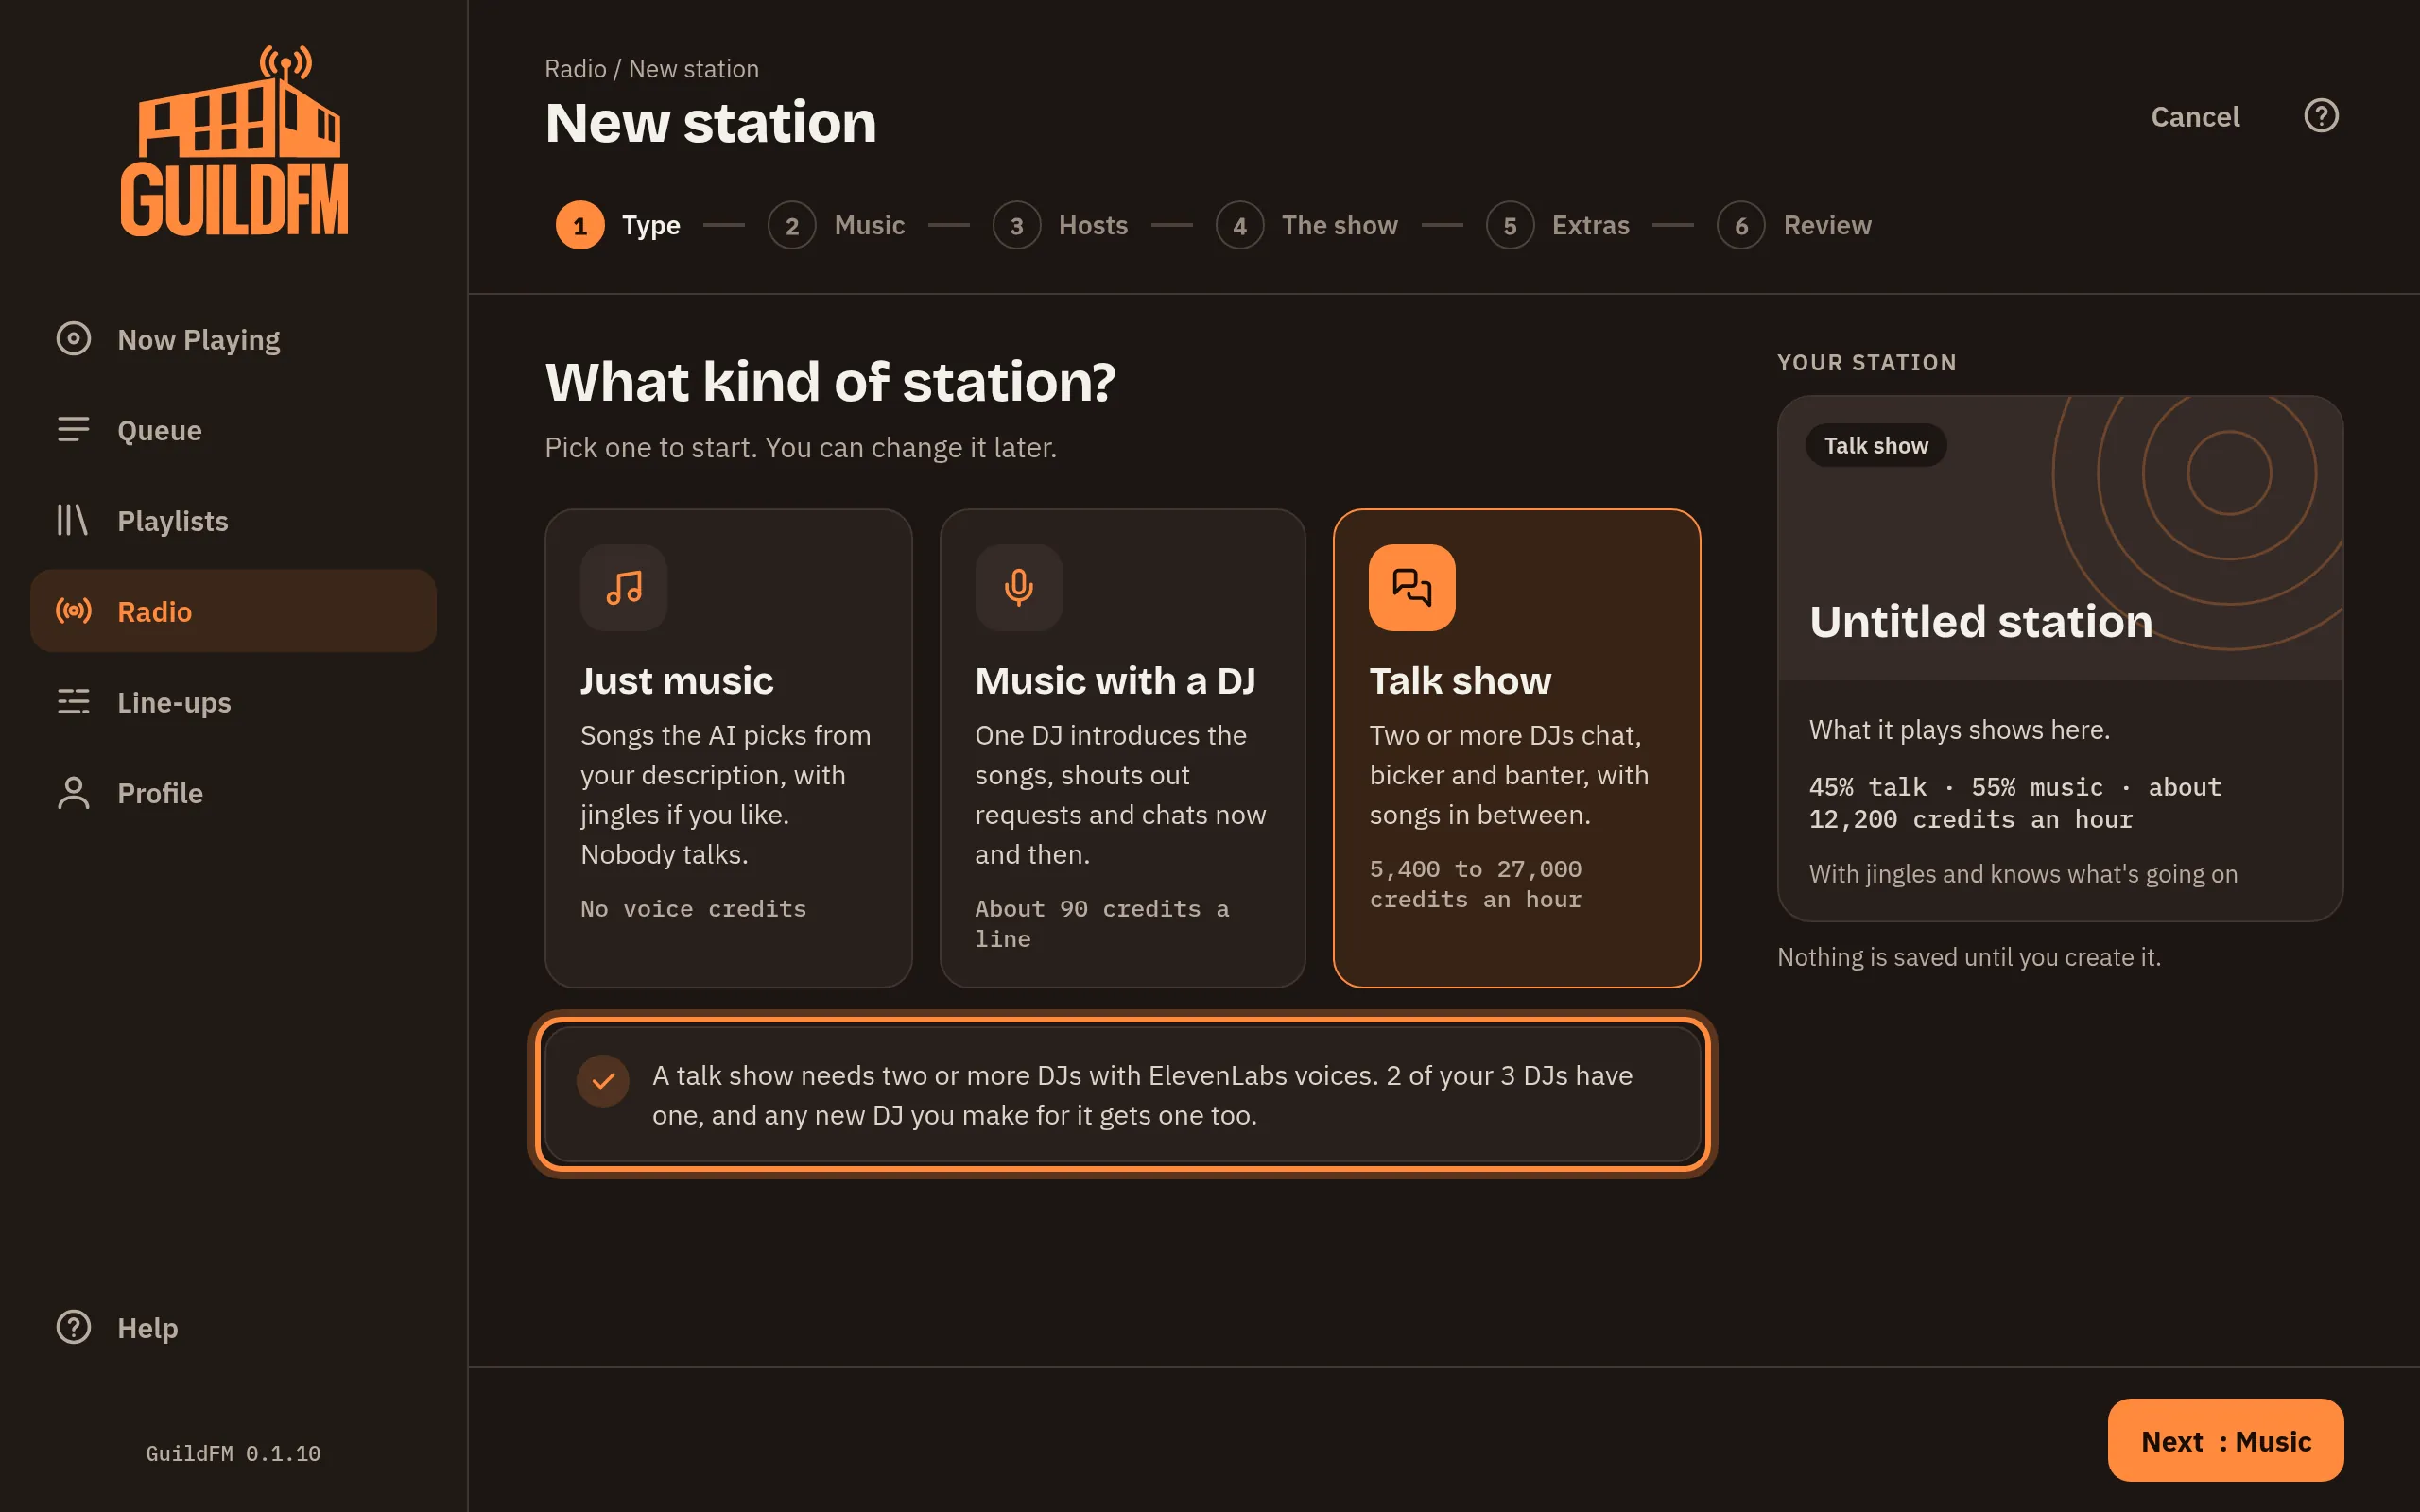 GUILDFM
Now Playing
Queue
Playlists
Radio
Line-ups
Profile
Help
GuildFM 0.1.10
Radio / New station
New station
Cancel
1 Type
2 Music
3 Hosts
4 The show
5 Extras
6 Review
What kind of station?
Pick one to start. You can change it later.
Just music
Songs the AI picks from
your description, with
jingles if you like.
Nobody talks.
No voice credits
Music with a DJ
One DJ introduces the
songs, shouts out
requests and chats now
and then.
About 90 credits a
line
Talk show
Two or more DJs chat,
bicker and banter, with
songs in between.
5,400 to 27,000
credits an hour
A talk show needs two or more DJs with ElevenLabs voices. 2 of your 3 DJs have
one, and any new DJ you make for it gets one too.
YOUR STATION
Talk show
Untitled station
What it plays shows here.
45% talk · 55% music · about
12,200 credits an hour
With jingles and knows what's going on
Nothing is saved until you create it.
Next : Music